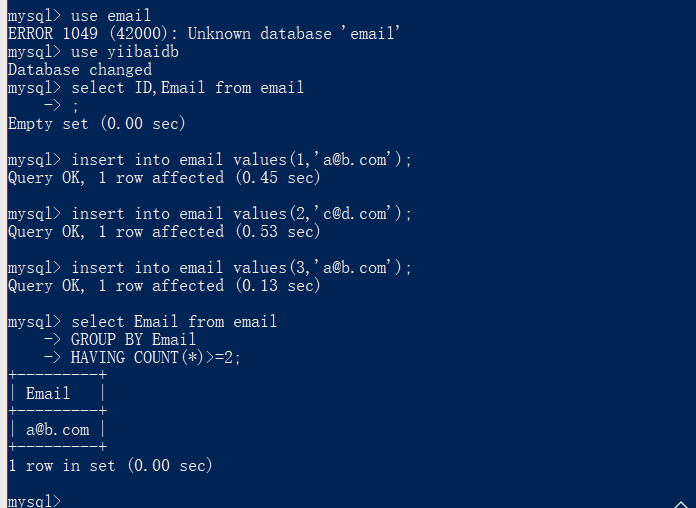 mysql> use email
ERROR 1049 (42000): Unknown database 'email'
mysql> use yiibaidb
Database changed
mysql> select ID,Email from email
    -> ;
Empty set (0.00 sec)

mysql> insert into email values(1,'a@b.com');
Query OK, 1 row affected (0.45 sec)

mysql> insert into email values(2,'c@d.com');
Query OK, 1 row affected (0.53 sec)

mysql> insert into email values(3,'a@b.com');
Query OK, 1 row affected (0.13 sec)

mysql> select Email from email
    -> GROUP BY Email
    -> HAVING COUNT(*)>=2;
+---------+
| Email   |
+---------+
| a@b.com |
+---------+
1 row in set (0.00 sec)

mysql>